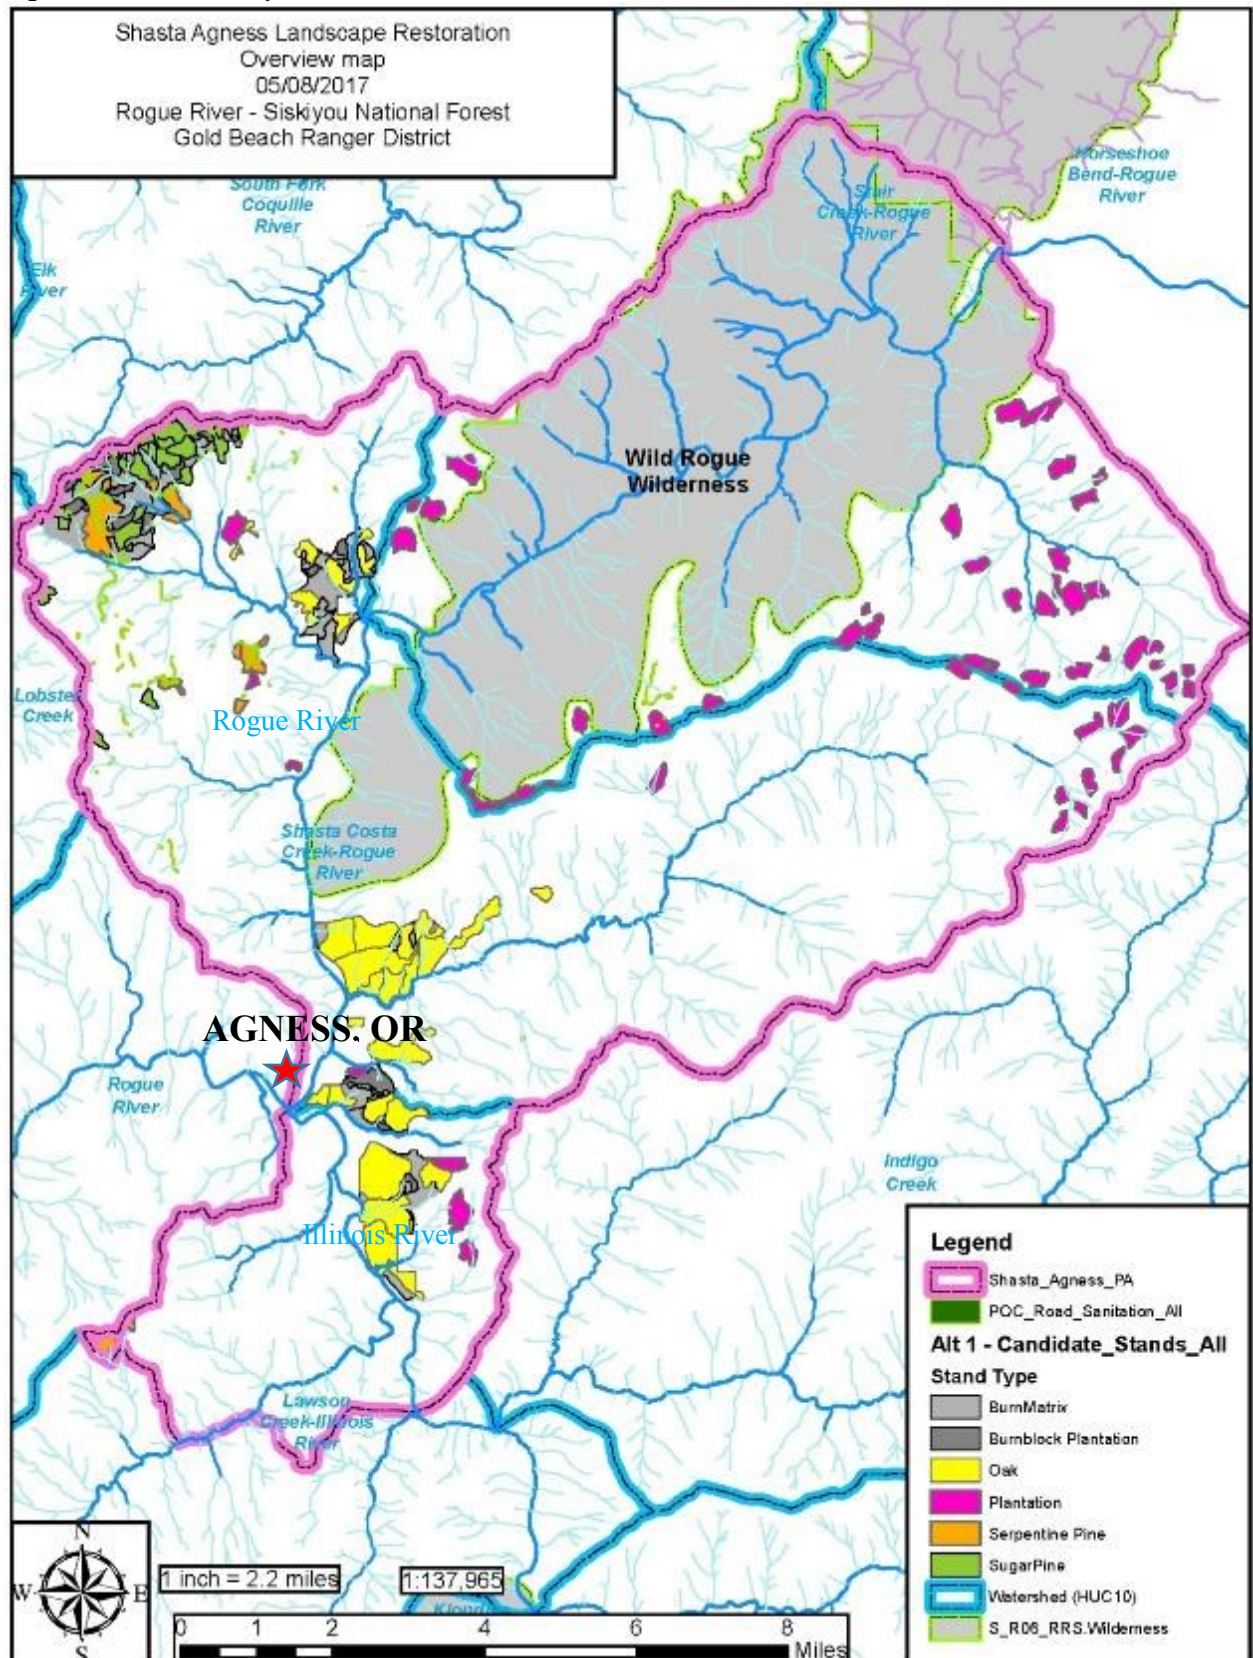 Shasta Agness Landscape Restoration
Overview map
05/08/2017
Rogue River - Siskiyou National Forest
Gold Beach Ranger District
South Fork
Coquille
River
Elk
River
Horseshoe
Bend-Rogue
River
Stair
Creek-Rogue
River
Wild Rogue
Wilderness
Lobster
Creek
Rogue River
Shasta Costa
Creek-Rogue
River
AGNESS, OR
Rogue
River
Indigo
Creek
Illinois River
Lawson
Creek-Illinois
River
Legend
Shasta_Agness_PA
POC_Road_Sanitation_All
Alt 1 - Candidate_Stands_All
Stand Type
BurnMatrix
Burnblock Plantation
Oak
Plantation
Serpentine Pine
SugarPine
Watershed (HUC10)
S_R06_RRS.Wilderness
N
W E
S
1 inch = 2.2 miles
1:137,965
0 1 2 4 6 8
Miles